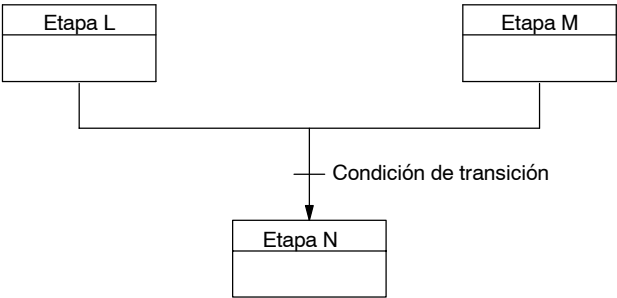 Etapa L
Etapa M
Condición de transición
Etapa N